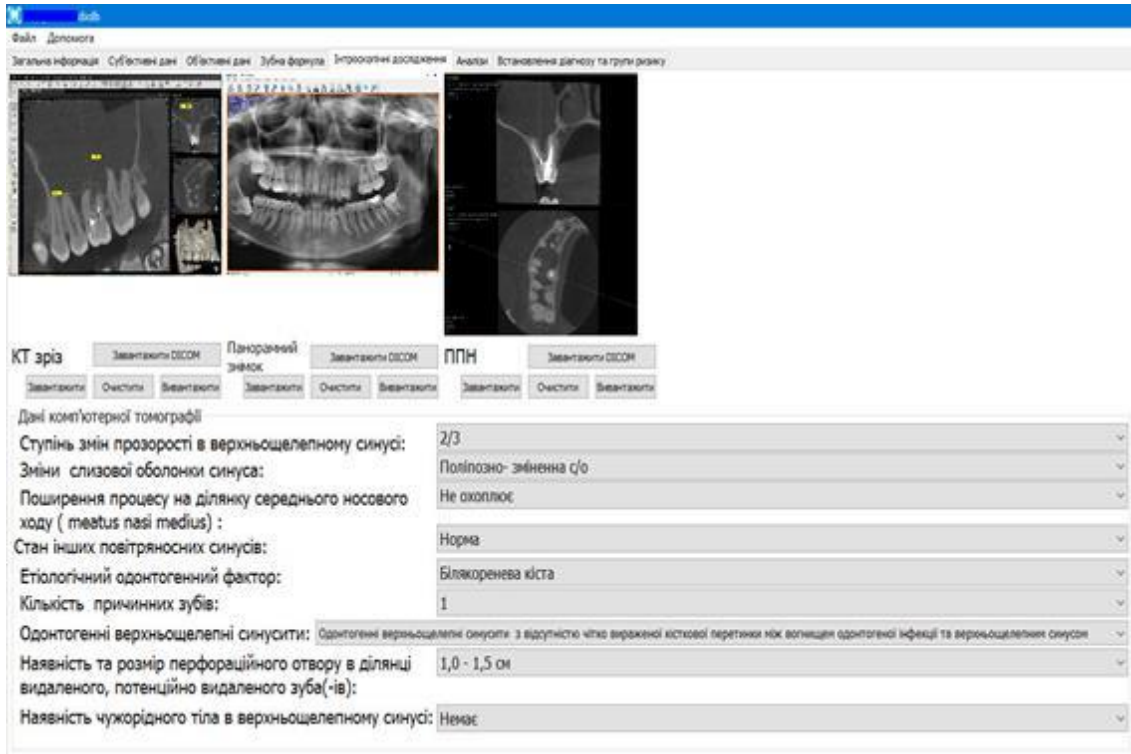 Файл Допомога
Загальна інформація Суб'єктивні дані Об'єктивні дані Зубна формула Інтроскопічні дослідження Аналізи Встановлення діагнозу та групи ризику
КТ зріз Завантажити DICOM Панорамний знімок Завантажити DICOM ППН Завантажити DICOM
Завантажити Очистити Вивантажити Завантажити Очистити Вивантажити Завантажити Очистити Вивантажити
Дані комп'ютерної томографії
Ступінь змін прозорості в верхньощелепному синусі: 2/3
Зміни слизової оболонки синуса: Поліпозно- зміненна с/о
Поширення процесу на ділянку середнього носового Не охоплює
ходу ( meatus nasi medius) :
Стан інших повітряносних синусів: Норма
Етіологічний одонтогенний фактор: Білякоренева кіста
Кількість причинних зубів: 1
Одонтогенні верхньощелепні синусити: Одонтогенні верхньощелепні синусити з відсутністю чітко вираженої кісткової перетинки між вогнищем одонтогеної інфекції та верхньощелепним синусом
Наявність та розмір перфораційного отвору в ділянці 1,0 - 1,5 см
видаленого, потенційно видаленого зуба(-ів):
Наявність чужорідного тіла в верхньощелепному синусі: Немає